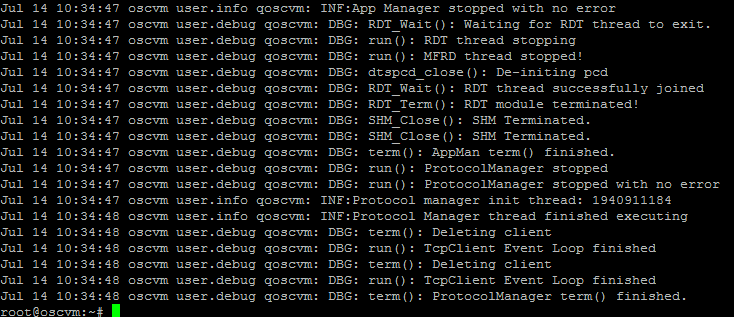 Jul 14 10:34:47 oscvm user.info qoscvm: INF:App Manager stopped with no error
Jul 14 10:34:47 oscvm user.debug qoscvm: DBG: RDT_Wait(): Waiting for RDT thread to exit.
Jul 14 10:34:47 oscvm user.debug qoscvm: DBG: run(): RDT thread stopping
Jul 14 10:34:47 oscvm user.debug qoscvm: DBG: run(): MFRD thread stopped!
Jul 14 10:34:47 oscvm user.debug qoscvm: DBG: dtspcd_close(): De-initing pcd
Jul 14 10:34:47 oscvm user.debug qoscvm: DBG: RDT_Wait(): RDT thread successfully joined
Jul 14 10:34:47 oscvm user.debug qoscvm: DBG: RDT_Term(): RDT module terminated!
Jul 14 10:34:47 oscvm user.debug qoscvm: DBG: SHM_Close(): SHM Terminated.
Jul 14 10:34:47 oscvm user.debug qoscvm: DBG: SHM_Close(): SHM Terminated.
Jul 14 10:34:47 oscvm user.debug qoscvm: DBG: term(): AppMan term() finished.
Jul 14 10:34:47 oscvm user.debug qoscvm: DBG: run(): ProtocolManager stopped
Jul 14 10:34:47 oscvm user.debug qoscvm: DBG: run(): ProtocolManager stopped with no error
Jul 14 10:34:47 oscvm user.info qoscvm: INF:Protocol manager init thread: 1940911184
Jul 14 10:34:48 oscvm user.info qoscvm: INF:Protocol Manager thread finished executing
Jul 14 10:34:48 oscvm user.debug qoscvm: DBG: term(): Deleting client
Jul 14 10:34:48 oscvm user.debug qoscvm: DBG: run(): TcpClient Event Loop finished
Jul 14 10:34:48 oscvm user.debug qoscvm: DBG: term(): Deleting client
Jul 14 10:34:48 oscvm user.debug qoscvm: DBG: run(): TcpClient Event Loop finished
Jul 14 10:34:48 oscvm user.debug qoscvm: DBG: term(): ProtocolManager term() finished.
root@oscvm:~#